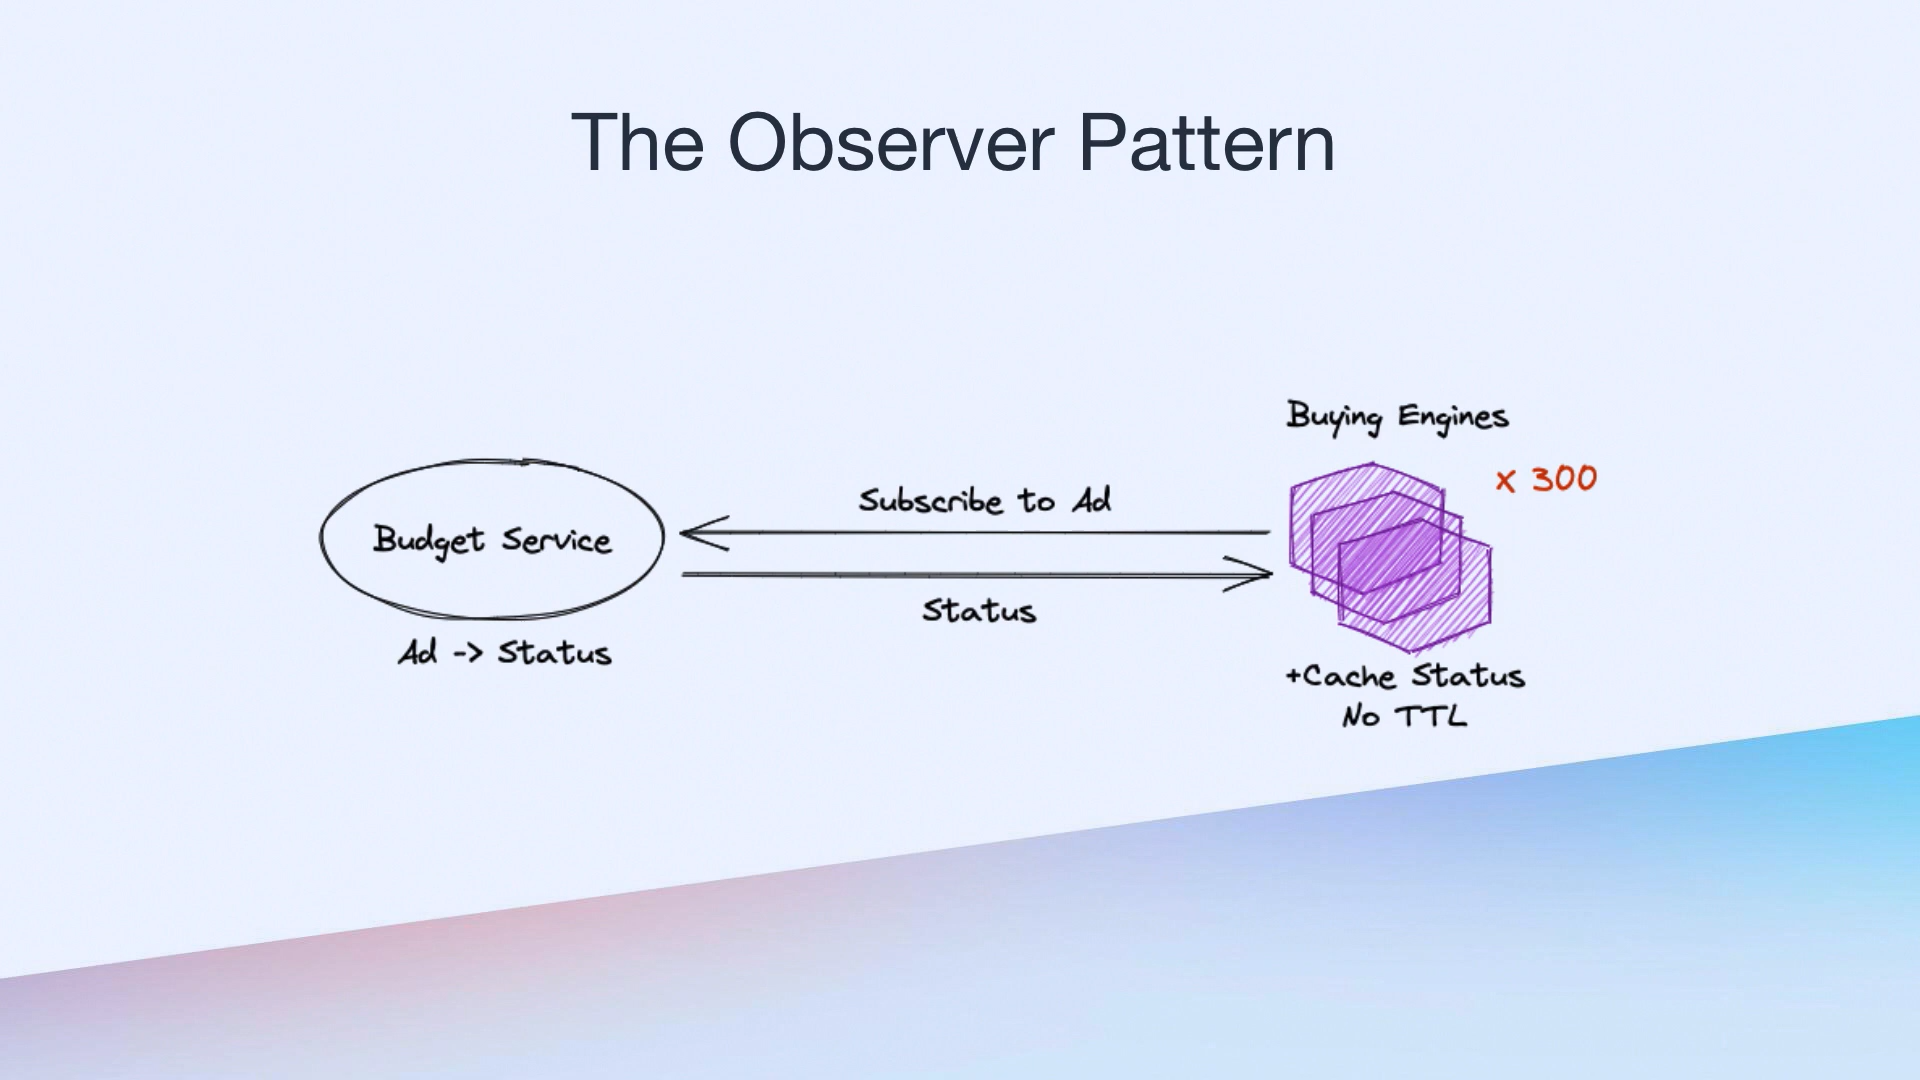 The Observer Pattern
Buying Engines
x 300
Subscribe to Ad
Budget Service
Status
Ad -> Status
+Cache Status
No TTL